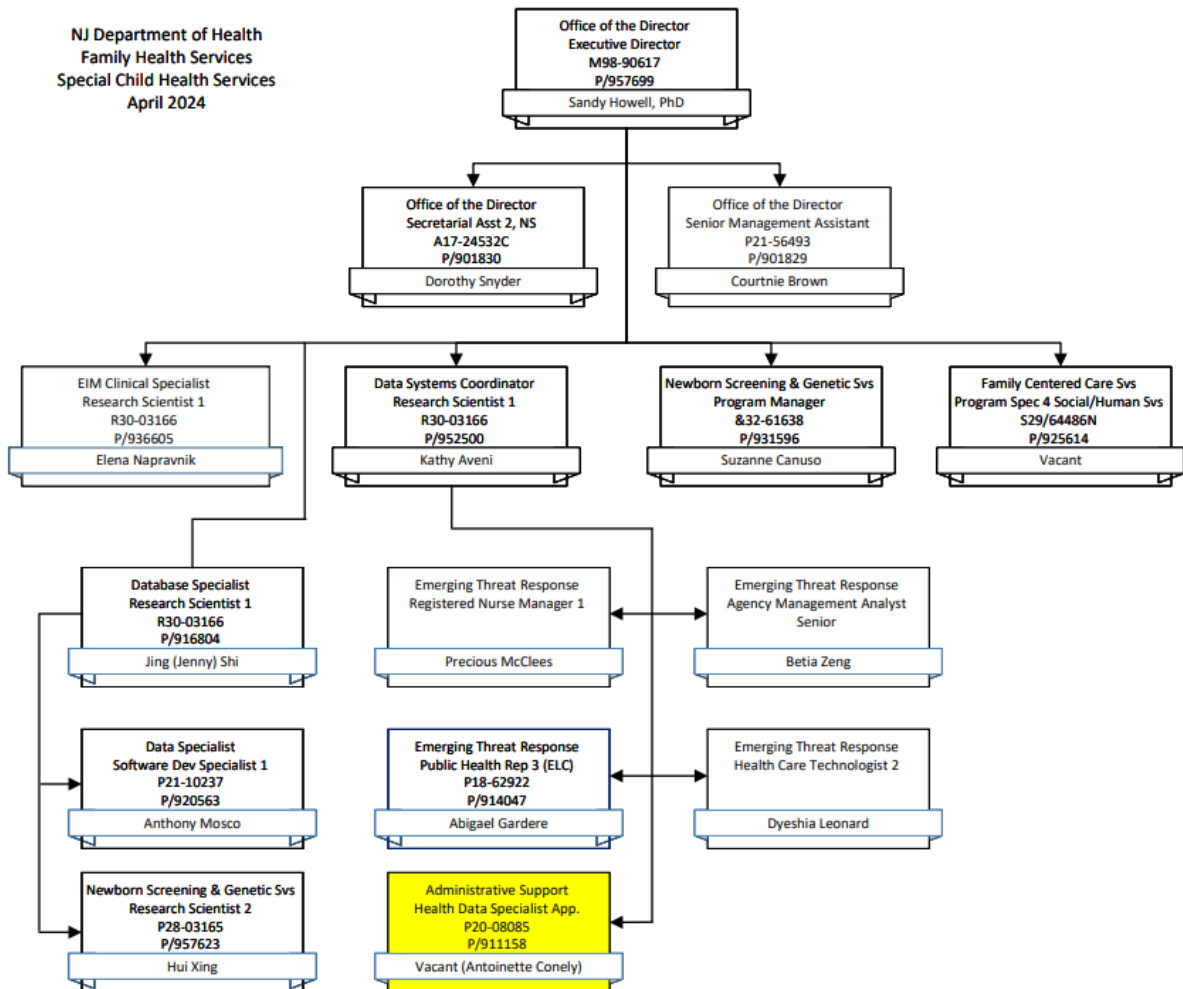 NJ Department of Health
Family Health Services
Special Child Health Services
April 2024
Office of the Director
Executive Director
M98-90617
P/957699
Sandy Howell, PhD
Office of the Director
Secretarial Asst 2, NS
A17-24532C
P/901830
Dorothy Snyder
Office of the Director
Senior Management Assistant
P21-56493
P/901829
Courtnie Brown
EIM Clinical Specialist
Research Scientist 1
R30-03166
P/936605
Elena Napravnik
Data Systems Coordinator
Research Scientist 1
R30-03166
P/952500
Kathy Aveni
Newborn Screening & Genetic Svs
Program Manager
&32-61638
P/931596
Suzanne Canuso
Family Centered Care Svs
Program Spec 4 Social/Human Svs
S29/64486N
P/925614
Vacant
Database Specialist
Research Scientist 1
R30-03166
P/916804
Jing (Jenny) Shi
Emerging Threat Response
Registered Nurse Manager 1
Precious McClees
Emerging Threat Response
Agency Management Analyst
Senior
Betia Zeng
Data Specialist
Software Dev Specialist 1
P21-10237
P/920563
Anthony Mosco
Emerging Threat Response
Public Health Rep 3 (ELC)
P18-62922
P/914047
Abigael Gardere
Emerging Threat Response
Health Care Technologist 2
Dyeshia Leonard
Newborn Screening & Genetic Svs
Research Scientist 2
P28-03165
P/957623
Hui Xing
Administrative Support
Health Data Specialist App.
P20-08085
P/911158
Vacant (Antoinette Conely)